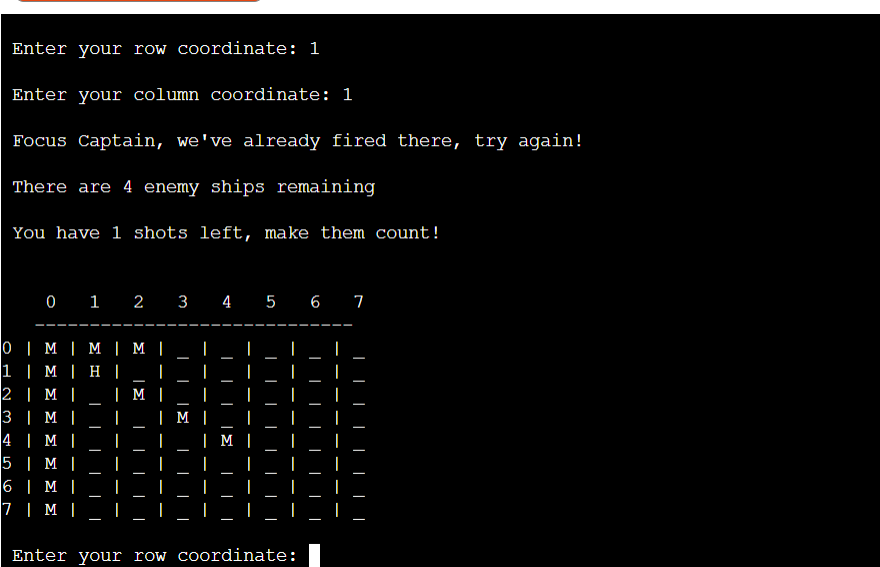 Enter your row coordinate: 1
Enter your column coordinate: 1
Focus Captain, we've already fired there, try again!
There are 4 enemy ships remaining
You have 1 shots left, make them count!
0 1 2 3 4 5 6 7
-----------------------------
0 | M | M | M | _ | _ | _ | _ | _
1 | M | H | _ | _ | _ | _ | _ | _
2 | M | _ | M | _ | _ | _ | _ | _
3 | M | _ | _ | M | _ | _ | _ | _
4 | M | _ | _ | _ | M | _ | _ | _
5 | M | _ | _ | _ | _ | _ | _ | _
6 | M | _ | _ | _ | _ | _ | _ | _
7 | M | _ | _ | _ | _ | _ | _ | _
Enter your row coordinate: